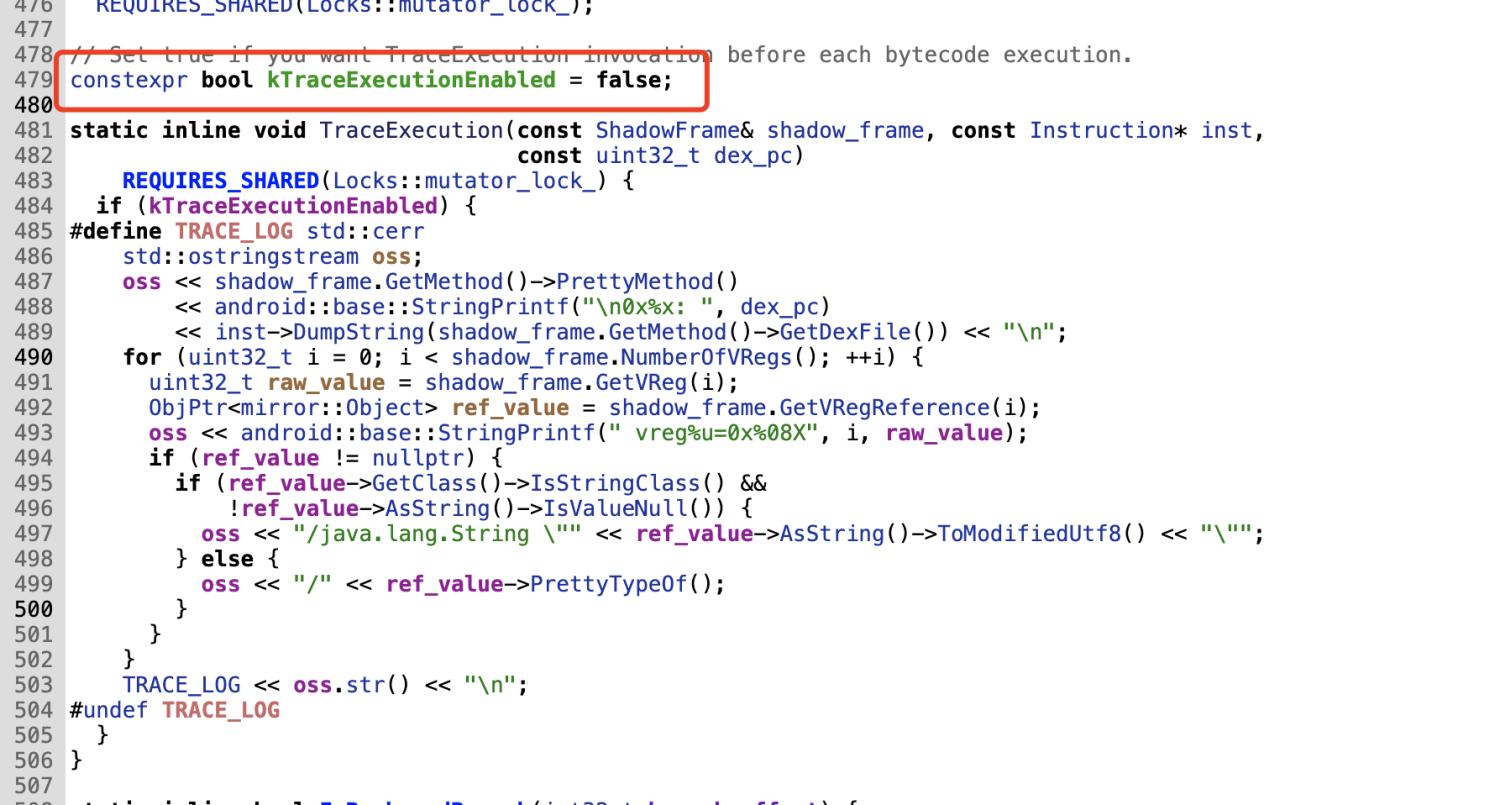 476   REQUIRES_SHARED(Locks::mutator_lock_);
477
478 // Set true if you want TraceExecution invocation before each bytecode execution.
479 constexpr bool kTraceExecutionEnabled = false;
480
481 static inline void TraceExecution(const ShadowFrame& shadow_frame, const Instruction* inst,
482                                   const uint32_t dex_pc)
483     REQUIRES_SHARED(Locks::mutator_lock_) {
484   if (kTraceExecutionEnabled) {
485 #define TRACE_LOG std::cerr
486     std::ostringstream oss;
487     oss << shadow_frame.GetMethod()->PrettyMethod()
488         << android::base::StringPrintf("\n0x%x: ", dex_pc)
489         << inst->DumpString(shadow_frame.GetMethod()->GetDexFile()) << "\n";
490     for (uint32_t i = 0; i < shadow_frame.NumberOfVRegs(); ++i) {
491       uint32_t raw_value = shadow_frame.GetVReg(i);
492       ObjPtr<mirror::Object> ref_value = shadow_frame.GetVRegReference(i);
493       oss << android::base::StringPrintf(" vreg%u=0x%08X", i, raw_value);
494       if (ref_value != nullptr) {
495         if (ref_value->GetClass()->IsStringClass() &&
496             !ref_value->AsString()->IsValueNull()) {
497           oss << "/java.lang.String \"" << ref_value->AsString()->ToModifiedUtf8() << "\"";
498         } else {
499           oss << "/" << ref_value->PrettyTypeOf();
500         }
501       }
502     }
503     TRACE_LOG << oss.str() << "\n";
504 #undef TRACE_LOG
505   }
506 }
507